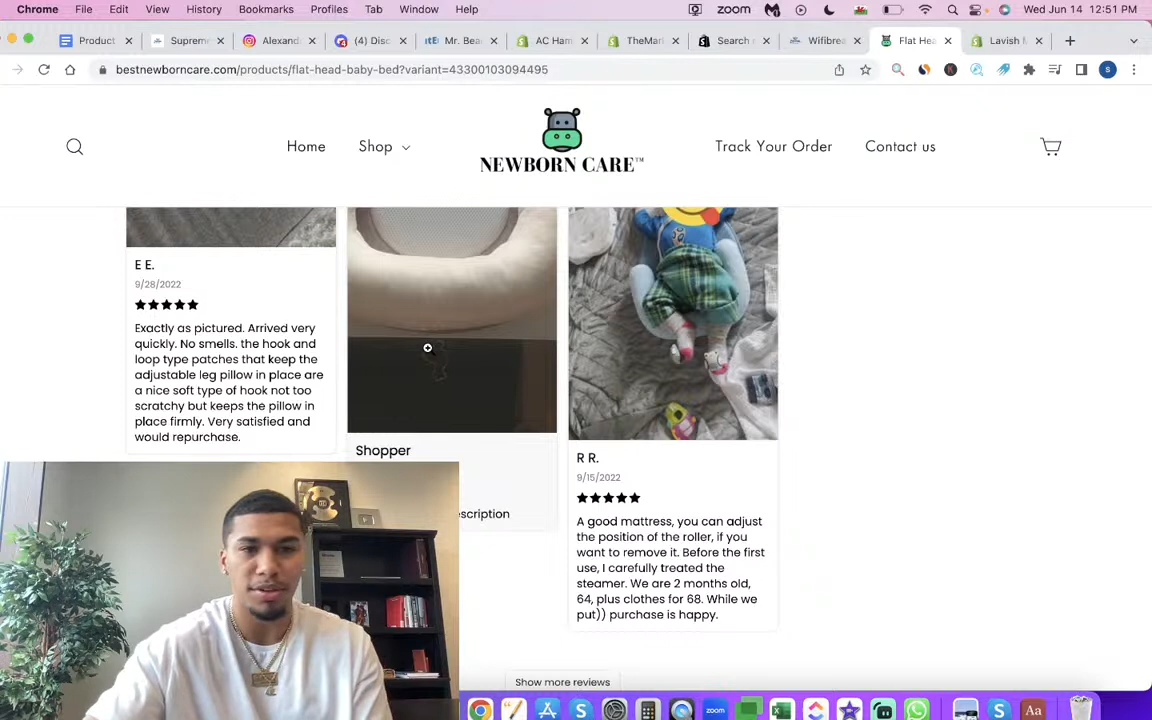 Chrome File Edit View History Bookmarks Profiles Tab Window Help zoom Wed Jun 14 12:51 PM
Product Suprem Alexand (4) Disc Mr. Bea AC Ham TheMar Search Wifibrea Flat Hea Lavish
bestnewborncare.com/products/flat-head-baby-bed?variant=43300103094495
Home Shop NEWBORN CARE™ Track Your Order Contact us
E E.
9/28/2022
Exactly as pictured. Arrived very
quickly. No smells. the hook and
loop type patches that keep the
adjustable leg pillow in place are
a nice soft type of hook not too
scratchy but keeps the pillow in
place firmly. Very satisfied and
would repurchase.
Shopper
escription
R R.
9/15/2022
A good mattress, you can adjust
the position of the roller, if you
want to remove it. Before the first
use, I carefully treated the
steamer. We are 2 months old,
64, plus clothes for 68. While we
put)) purchase is happy.
Show more reviews
zoom
Aa